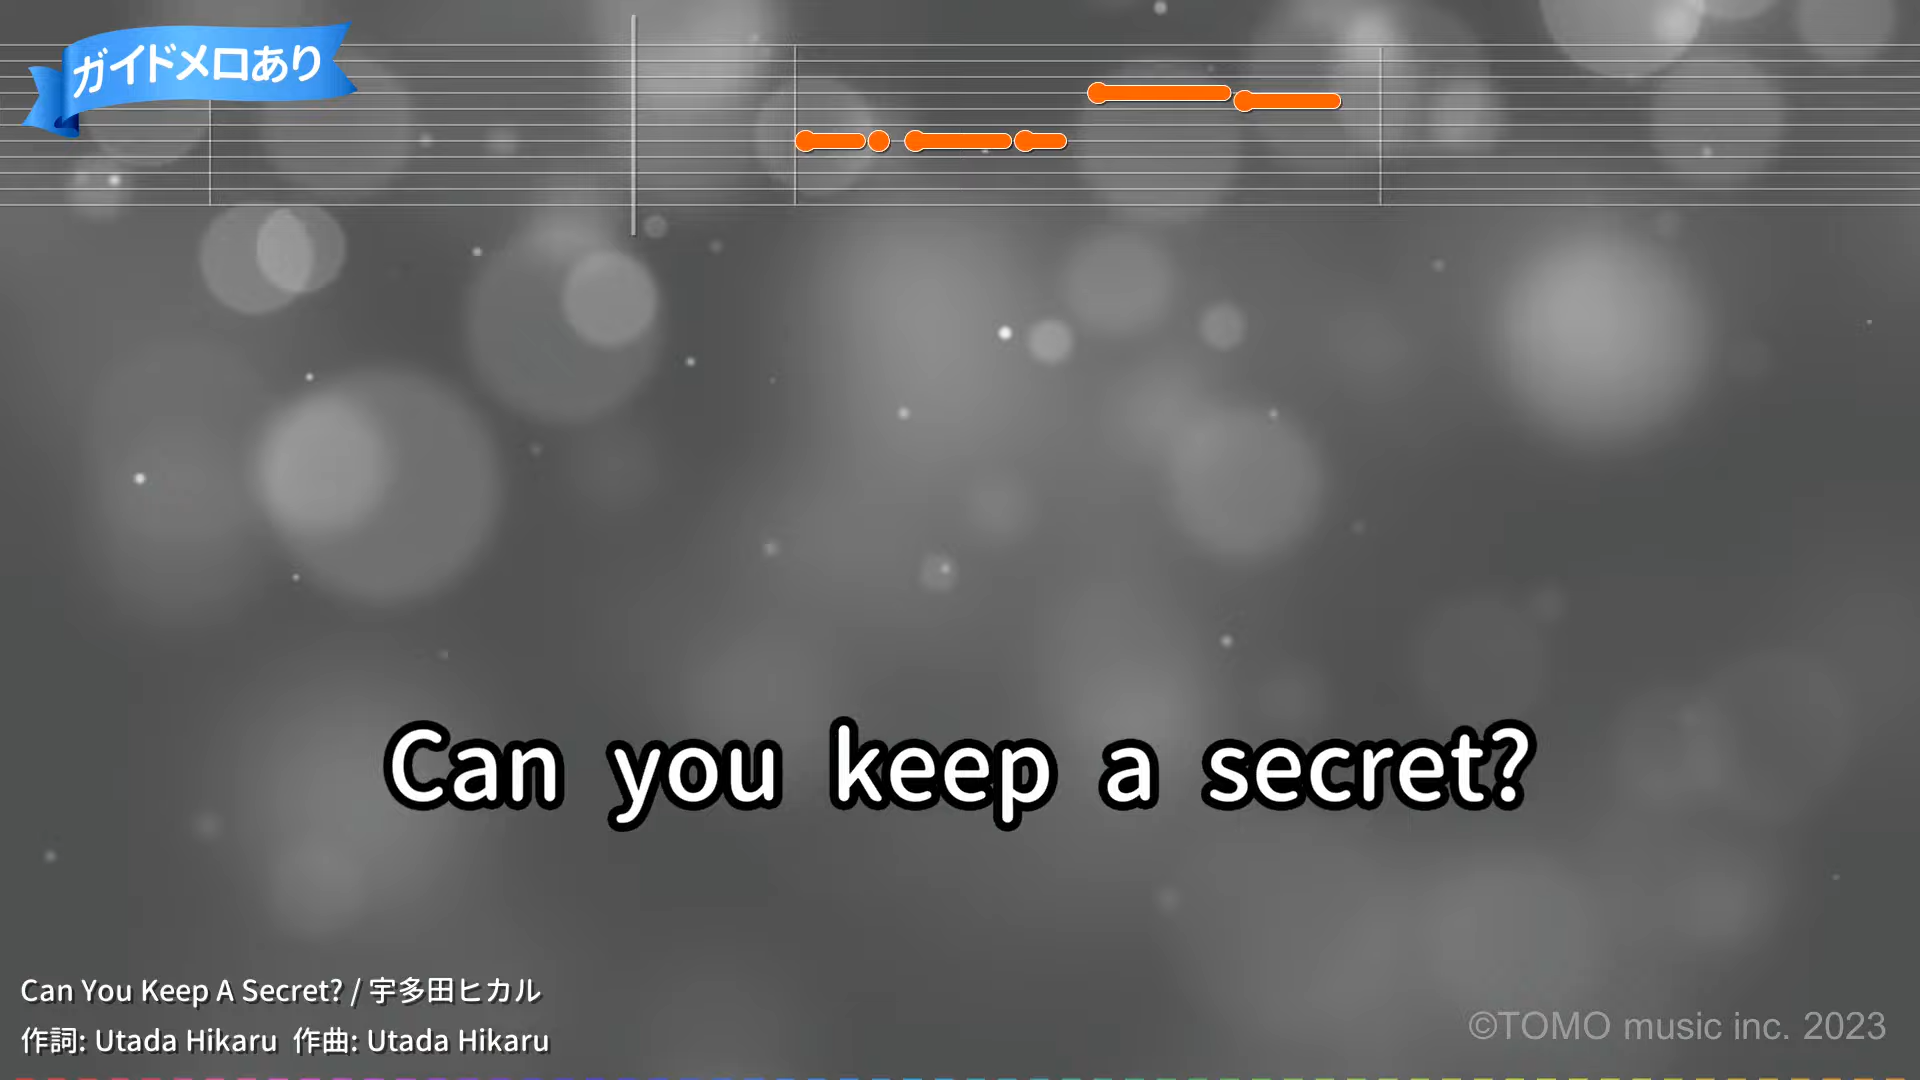 ガイドメロあり
Can you keep a secret?
Can You Keep A Secret? / 宇多田ヒカル
作詞: Utada Hikaru 作曲: Utada Hikaru
©TOMO music inc. 2023